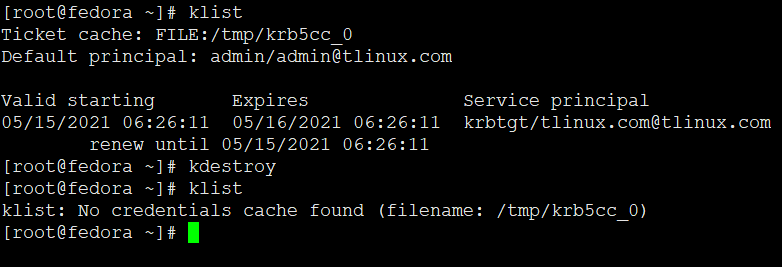 [root@fedora ~]# klist
Ticket cache: FILE:/tmp/krb5cc_0
Default principal: admin/admin@tlinux.com

Valid starting       Expires              Service principal
05/15/2021 06:26:11  05/16/2021 06:26:11  krbtgt/tlinux.com@tlinux.com
        renew until 05/15/2021 06:26:11
[root@fedora ~]# kdestroy
[root@fedora ~]# klist
klist: No credentials cache found (filename: /tmp/krb5cc_0)
[root@fedora ~]#